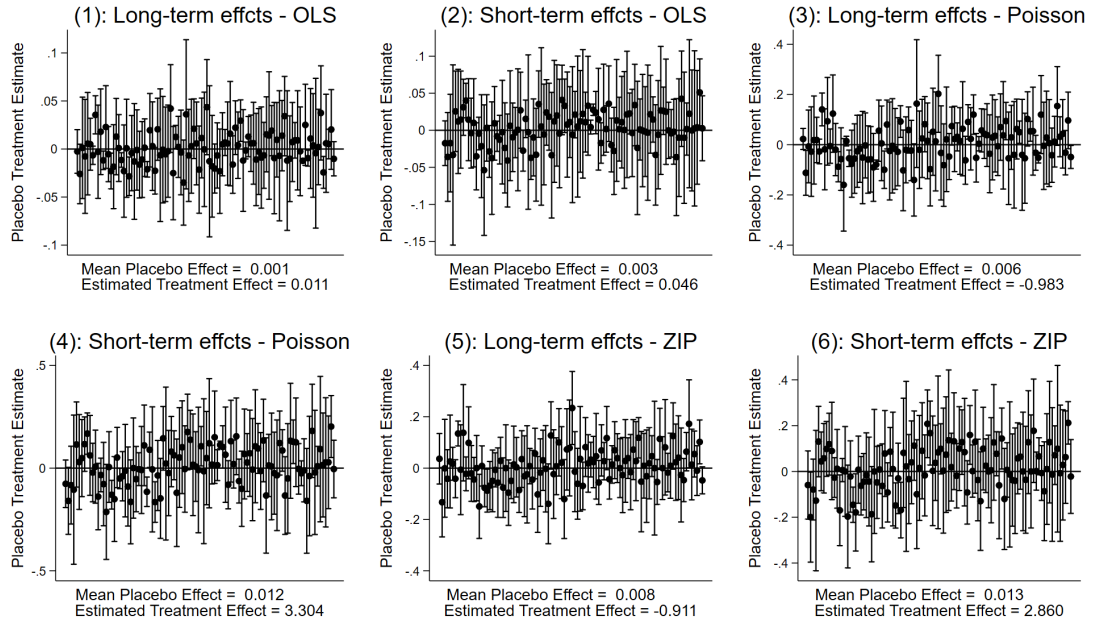 (1): Long-term effcts - OLS
Placebo Treatment Estimate
.1
.05
0
-.05
-.1
Mean Placebo Effect = 0.001
Estimated Treatment Effect = 0.011
(2): Short-term effcts - OLS
Placebo Treatment Estimate
.1
.05
0
-.05
-.1
-.15
Mean Placebo Effect = 0.003
Estimated Treatment Effect = 0.046
(3): Long-term effcts - Poisson
Placebo Treatment Estimate
.4
.2
0
-.2
-.4
Mean Placebo Effect = 0.006
Estimated Treatment Effect = -0.983
(4): Short-term effcts - Poisson
Placebo Treatment Estimate
.5
0
-.5
Mean Placebo Effect = 0.012
Estimated Treatment Effect = 3.304
(5): Long-term effcts - ZIP
Placebo Treatment Estimate
.4
.2
0
-.2
-.4
Mean Placebo Effect = 0.008
Estimated Treatment Effect = -0.911
(6): Short-term effcts - ZIP
Placebo Treatment Estimate
.4
.2
0
-.2
-.4
Mean Placebo Effect = 0.013
Estimated Treatment Effect = 2.860